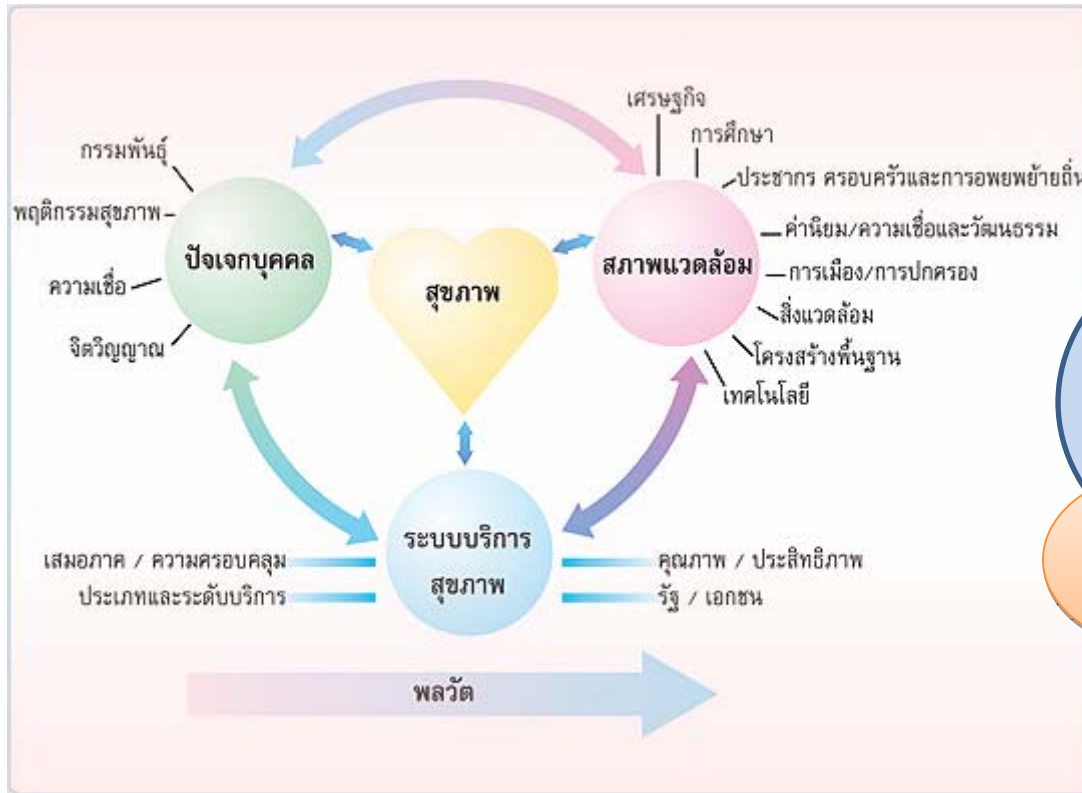 เศรษฐกิจ
การศึกษา
กรรมพันธุ์
ประชากร ครอบครัวและการอพยพย้ายถิ่น
พฤติกรรมสุขภาพ
ค่านิยม/ความเชื่อและวัฒนธรรม
ปัจเจกบุคคล
สภาพแวดล้อม
การเมือง/การปกครอง
ความเชื่อ
สุขภาพ
สิ่งแวดล้อม
จิตวิญญาณ
โครงสร้างพื้นฐาน
เทคโนโลยี
ระบบบริการ
สุขภาพ
เสมอภาค / ความครอบคลุม
คุณภาพ / ประสิทธิภาพ
ประเภทและระดับบริการ
รัฐ / เอกชน
พลวัต